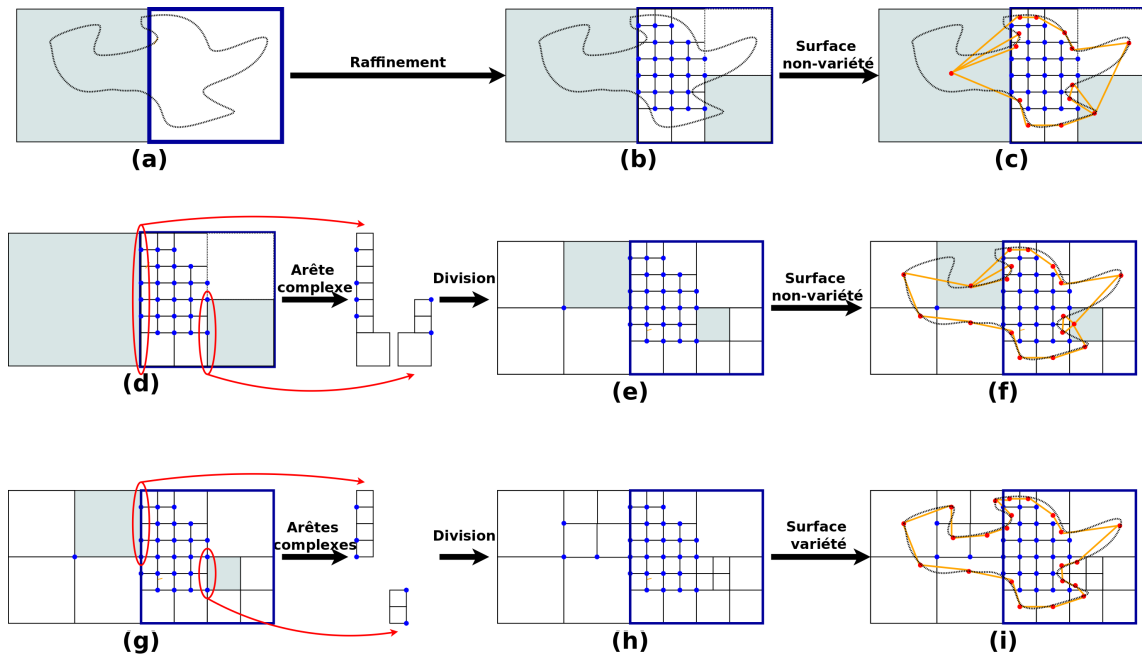 Raffinement
Surface
non-variété
(a)
(b)
(c)
Arête
complexe
Division
Surface
non-variété
(d)
(e)
(f)
Arêtes
complexes
Division
Surface
variété
(g)
(h)
(i)